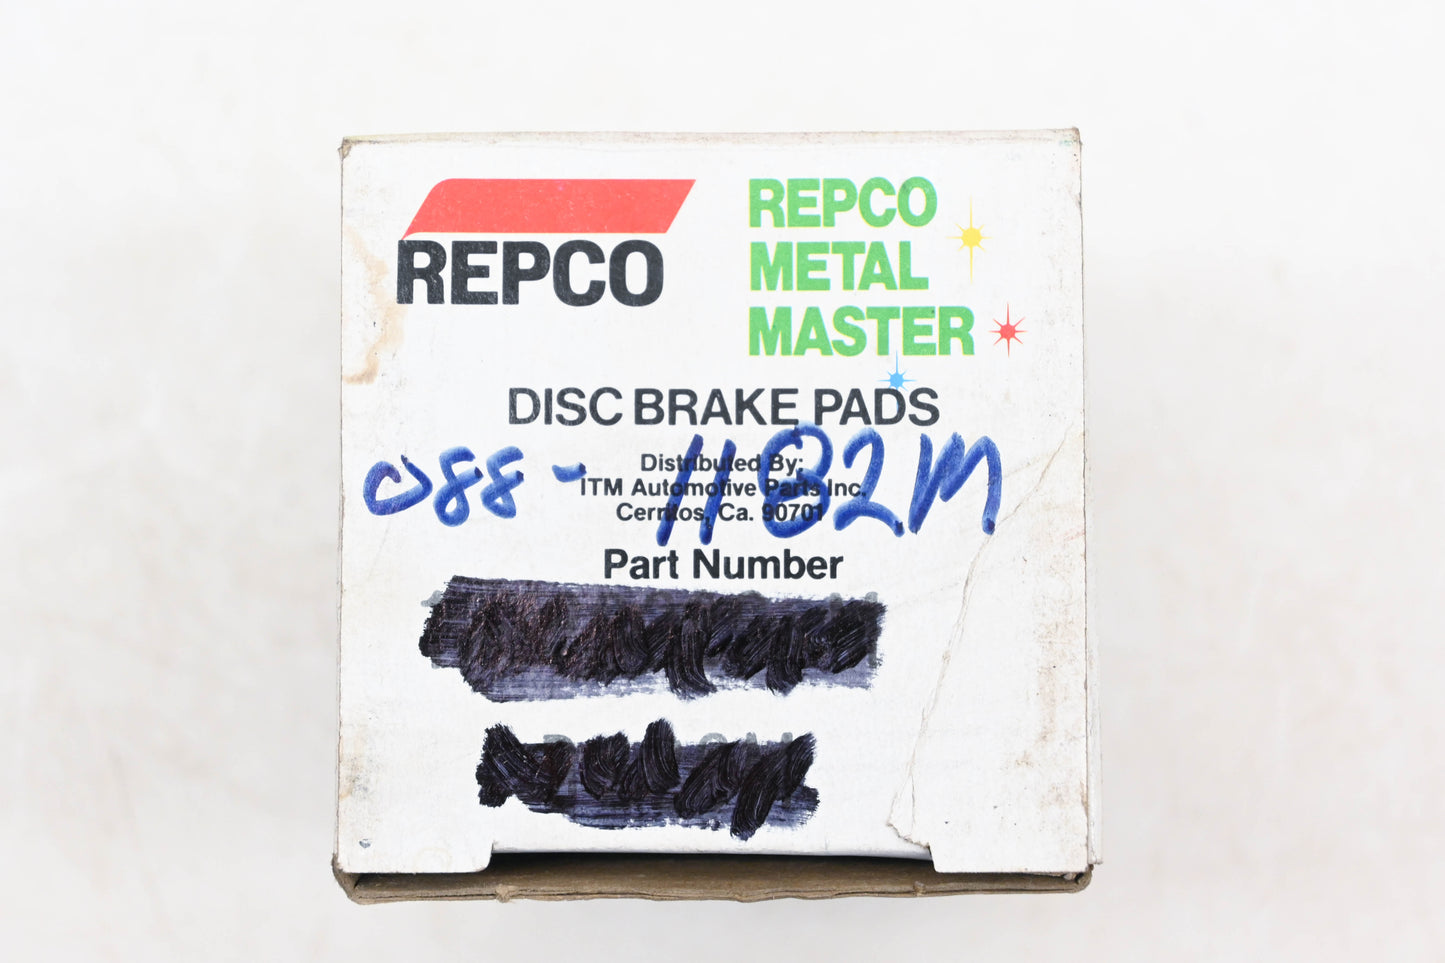 REPCO
REPCO
METAL
MASTER
DISC BRAKE PADS
088-1182M
Distributed By:
ITM Automotive Parts Inc.
Cerritos, Ca. 90701
Part Number